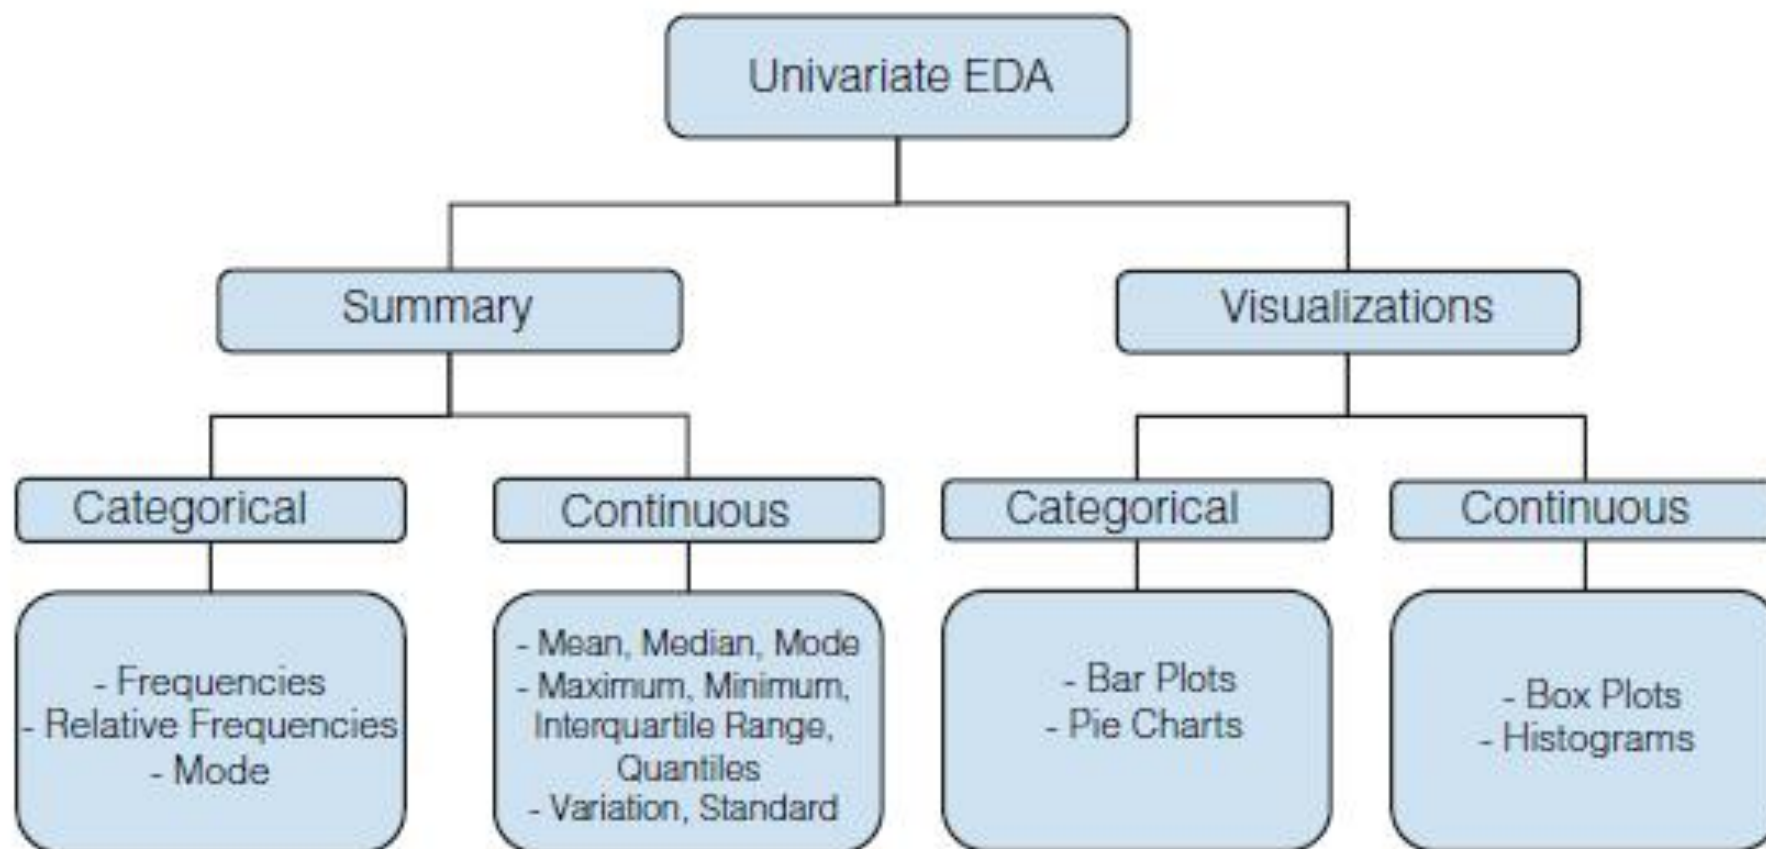 Univariate EDA
Summary
Visualizations
Categorical
Continuous
Categorical
Continuous
- Frequencies
- Relative Frequencies
- Mode
- Mean, Median, Mode
- Maximum, Minimum,
Interquartile Range,
Quantiles
- Variation, Standard
- Bar Plots
- Pie Charts
- Box Plots
- Histograms